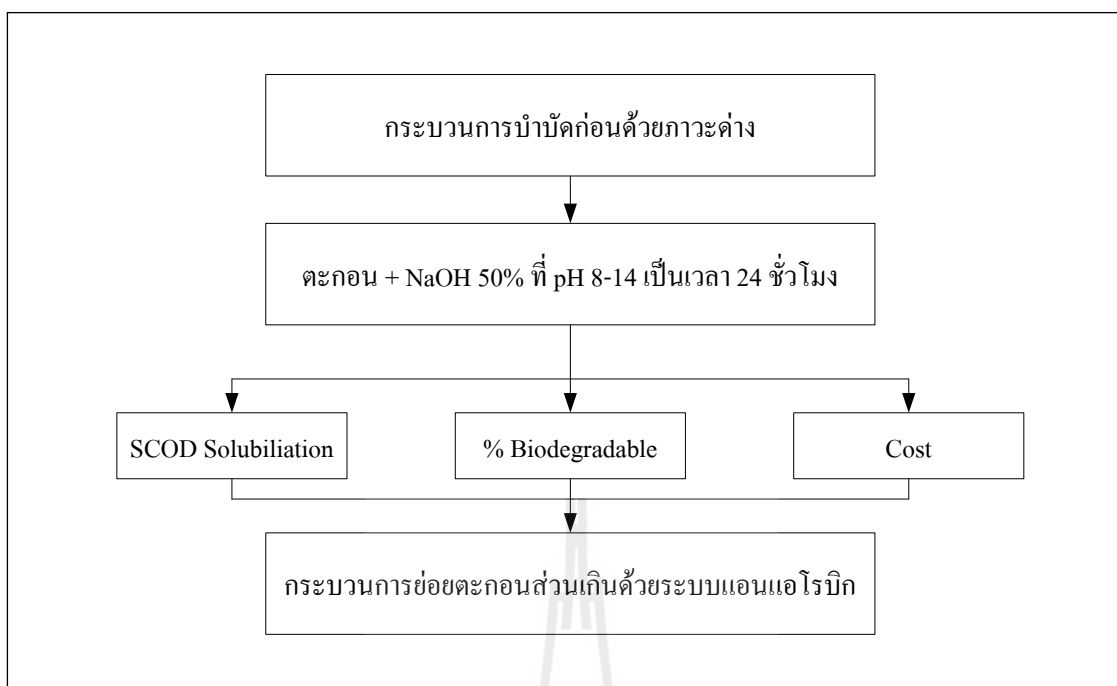 กระบวนการบำบัดก่อนด้วยภาวะด่าง
ตะกอน + NaOH 50% ที่ pH 8-14 เป็นเวลา 24 ชั่วโมง
SCOD Solubiliation
% Biodegradable
Cost
กระบวนการย่อยตะกอนส่วนเกินด้วยระบบแอนแอโรบิก